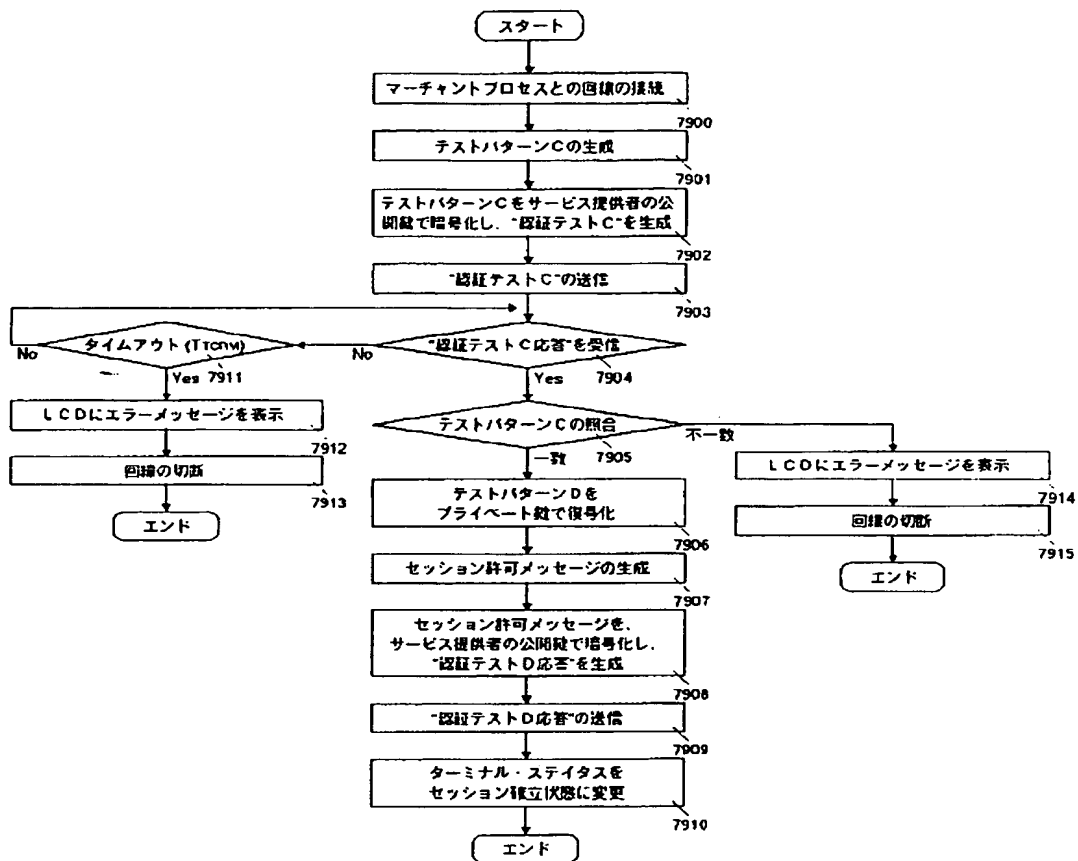 スタート
マーチャントプロセスとの回線の接続
7900
テストパターンCの生成
7901
テストパターンCをサービス提供者の公
開鍵で暗号化し、"認証テストC"を生成
7902
"認証テストC"の送信
7903
"認証テストC応答"を受信
7904
No
Yes
タイムアウト
7911
No
Yes
LCDにエラーメッセージを表示
7912
回線の切断
7913
エンド
テストパターンCの照合
7905
不一致
一致
LCDにエラーメッセージを表示
7914
回線の切断
7915
エンド
テストパターンDを
プライベート鍵で復号化
7906
セッション許可メッセージの生成
7907
セッション許可メッセージを、
サービス提供者の公開鍵で暗号化し、
"認証テストD応答"を生成
7908
"認証テストD応答"の送信
7909
ターミナル・ステイタスを
セッション確立状態に変更
7910
エンド